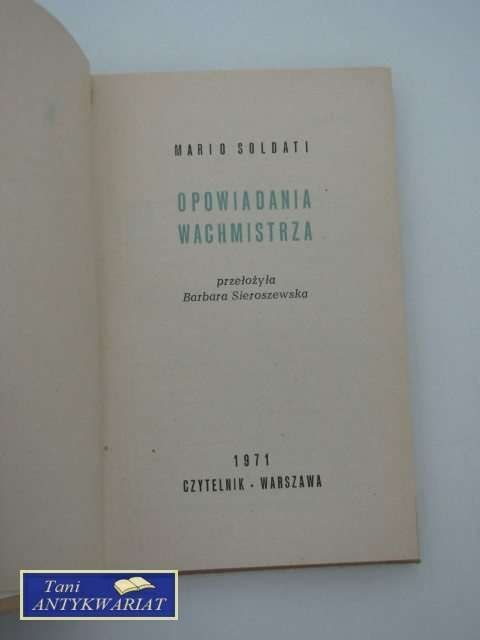 MARIO SOLDATI
OPOWIADANIA
WACHMISTRZA
przełożyła
Barbara Sieroszewska
1971
CZYTELNIK • WARSZAWA
Tani
ANTYKWARIAT